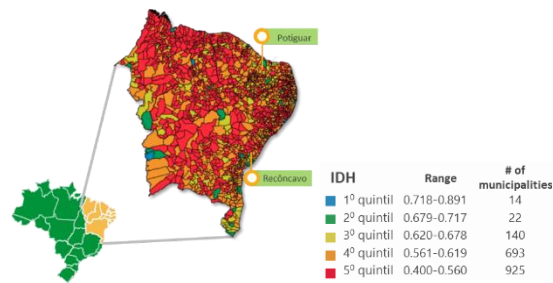 Potiguar
Recôncavo
IDH Range # of municipalities
1º quintil 0.718-0.891 14
2º quintil 0.679-0.717 22
3º quintil 0.620-0.678 140
4º quintil 0.561-0.619 693
5º quintil 0.400-0.560 925